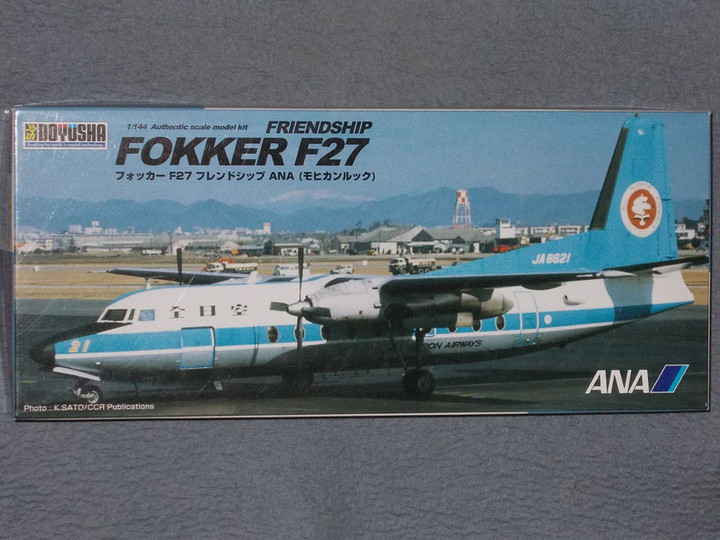 DOYUSHA
1/144 Authentic scale model kit
FRIENDSHIP
FOKKER F27
フォッカー F27 フレンドシップ ANA (モヒカンルック)
JA8621
全日空
21
RON AIRWAYS
ANA
Photo : K.SATO/CCR Publications